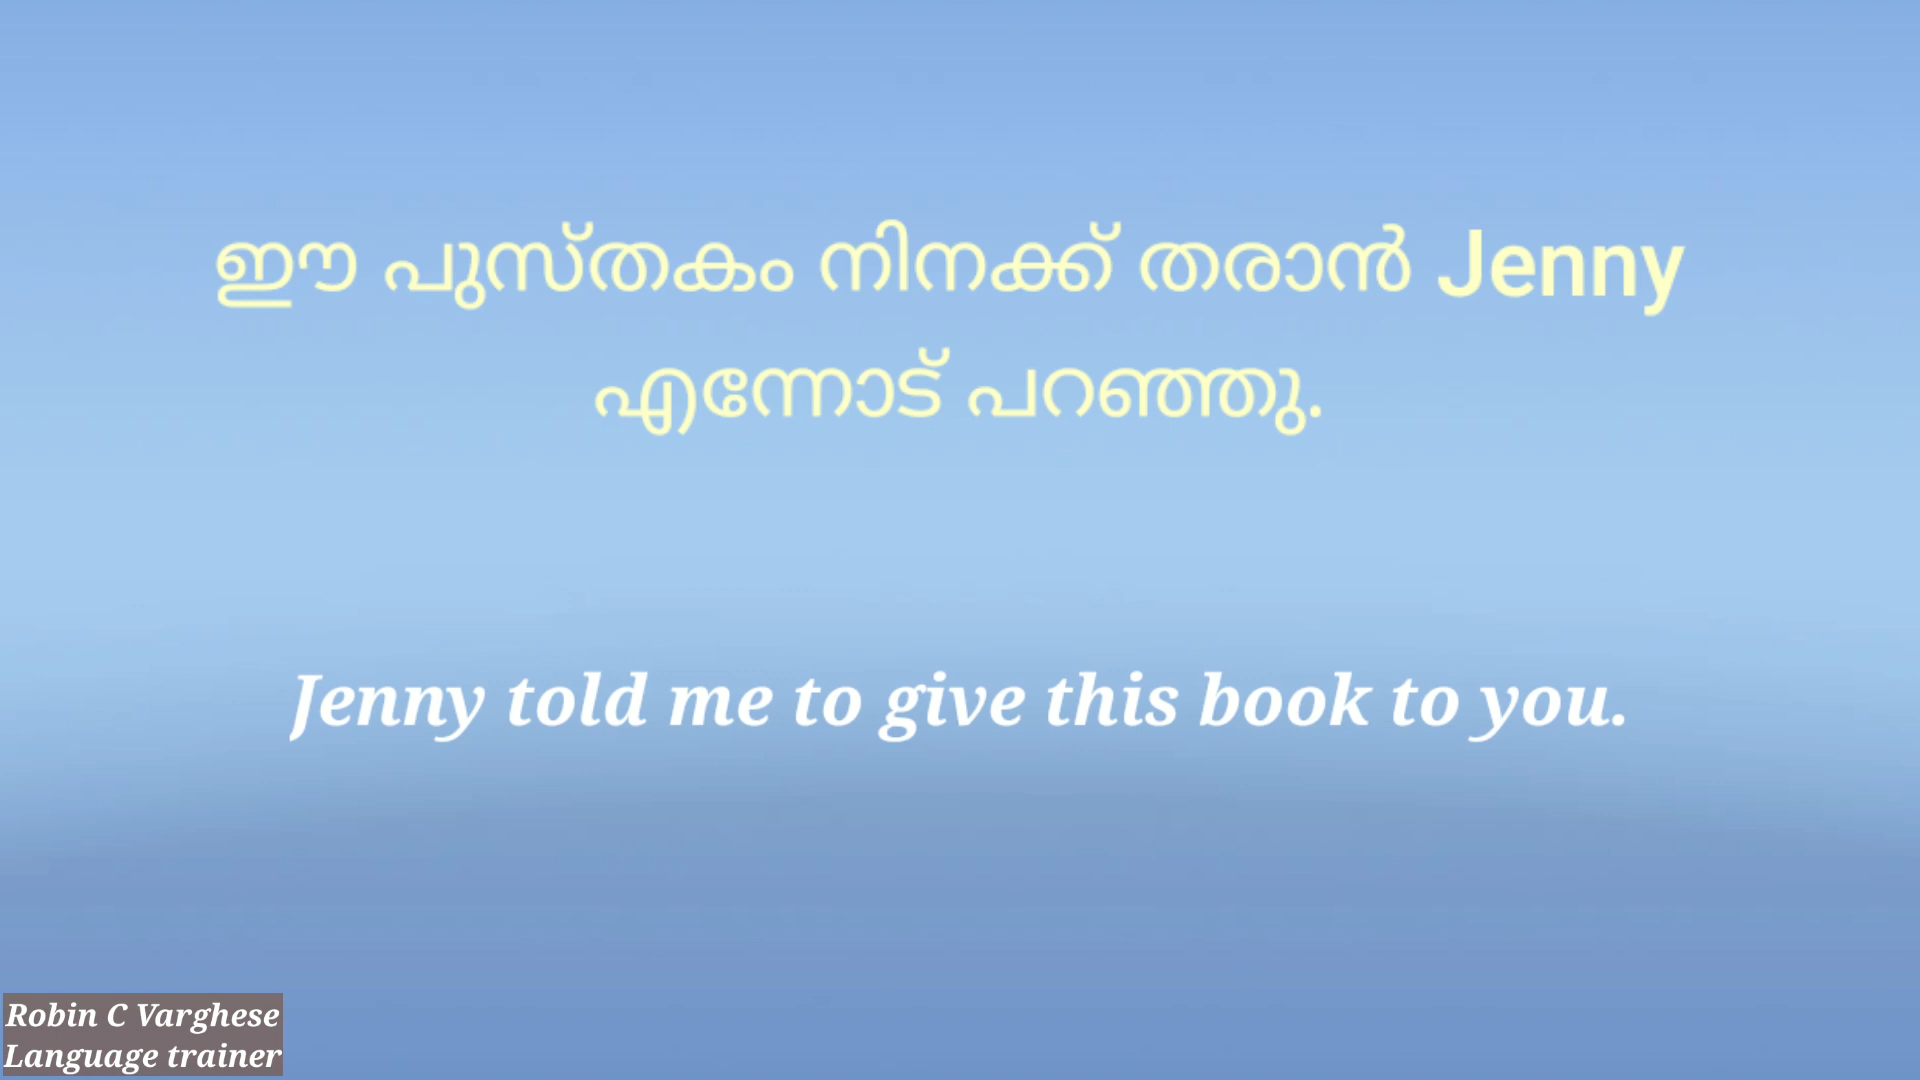 ഈ പുസ്തകം നിനക്ക് തരാൻ Jenny
എന്നോട് പറഞ്ഞു.
Jenny told me to give this book to you.
Robin C Varghese
Language trainer